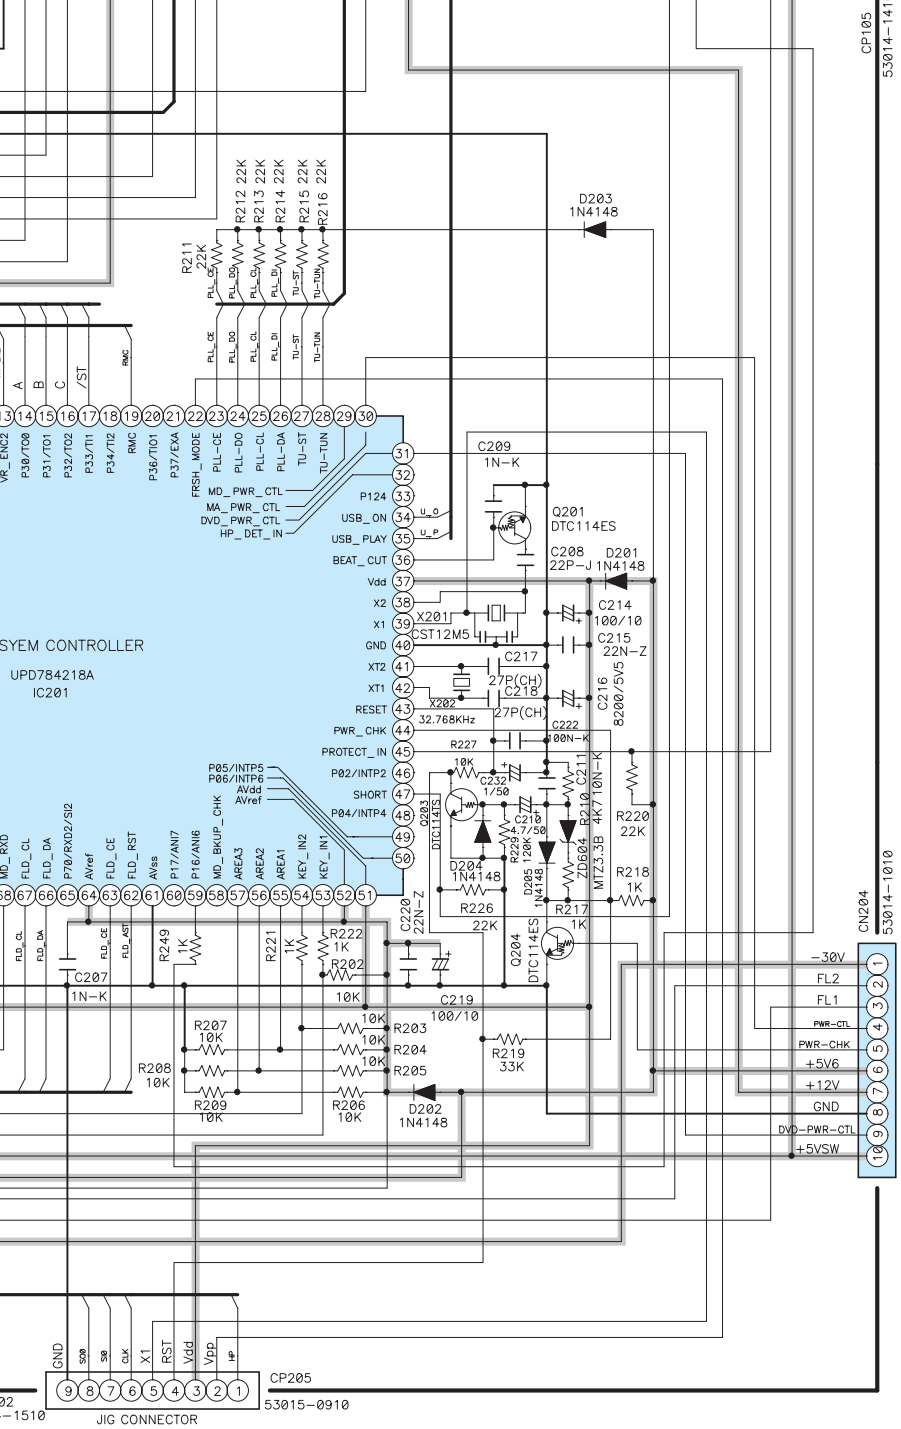 CP105
53014-141
R212 22K
R213 22K
R214 22K
R215 22K
R216 22K
D203
1N4148
R211
22K
PLL_CE
PLL_DO
PLL_CL
PLL_DI
TU-ST
TU-TUN
PLL_CE
PLL_DO
PLL_CL
PLL_DI
TU-ST
TU-TUN
A
B
C
/ST
RMC
13 14 15 16 17 18 19 20 21 22 23 24 25 26 27 28 29 30
VR_ENC2
P30/TO0
P31/TO1
P32/TO2
P33/TI1
P34/TI2
RMC
P36/TIO1
P37/EXA
FRSH_MODE
PLL-CE
PLL-DO
PLL-CL
PLL-DA
TU-ST
TU-TUN
MD_PWR_CTL
MA_PWR_CTL
DVD_PWR_CTL
HP_DET_IN
31
32
P124 33
USB_ON 34 U_O
USB_PLAY 35 U_P
BEAT_CUT 36
Vdd 37
X2 38
X1 39
GND 40
XT2 41
XT1 42
RESET 43
PWR_CHK 44
PROTECT_IN 45
P02/INTP2 46
SHORT 47
P04/INTP4 48
49
50
C209
1N-K
Q201
DTC114ES
C208
22P-J
D201
1N4148
X201
CST12M5
C214
100/10
C215
22N-Z
C217
27P(CH)
C218
27P(CH)
X202
32.768KHz
C216
8200/5V5
C222
100N-K
R227
10K
C232
1/50
C211
10N-K
R210
4K7
Q203
DTC114TS
C210
4.7/50
R229
120K
D204
1N4148
D205
1N4148
ZD604
MTZ3.3B
R220
22K
R218
1K
R226
22K
R217
1K
Q204
DTC114ES
SYEM CONTROLLER
UPD784218A
IC201
P05/INTP5
P06/INTP6
AVdd
AVref
MD_RXD
FLD_CL
FLD_DA
P70/RXD2/SI2
AVref
FLD_CE
FLD_RST
AVss
P17/ANI7
P16/ANI6
MD_BKUP_CHK
AREA3
AREA2
AREA1
KEY_IN2
KEY_IN1
68 67 66 65 64 63 62 61 60 59 58 57 56 55 54 53 52 51
FLD_CL
FLD_DA
FLD_CE
FLD_AST
R249
1K
R221
1K
R222
1K
R202
10K
C220
22N-Z
C207
1N-K
C219
100/10
R207
10K
R208
10K
R209
10K
10K R203
10K R204
10K R205
R206
10K
D202
1N4148
R219
33K
CN204
53014-1010
-30V 1
FL2 2
FL1 3
PWR-CTL 4
PWR-CHK 5
+5V6 6
+12V 7
GND 8
DVD-PWR-CTL 9
+5VSW 10
GND
SO0
SI0
CLK
X1
RST
Vdd
Vpp
HP
9 8 7 6 5 4 3 2 1
CP205
53015-0910
JIG CONNECTOR
02
-1510